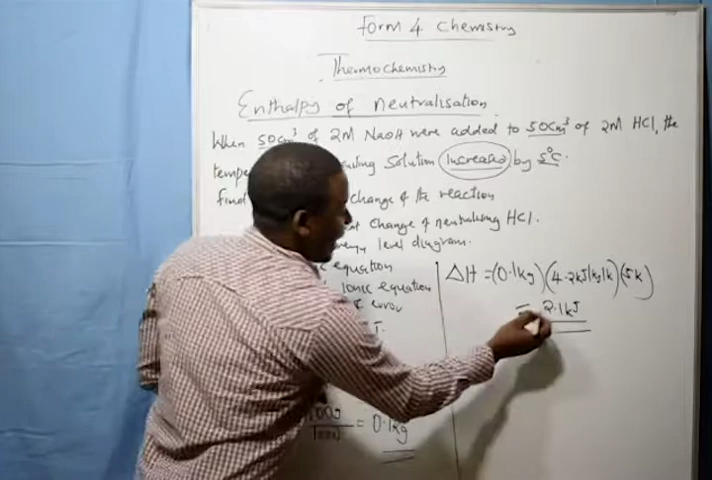 Form 4 Chemistry
Thermochemistry
Enthalpy of neutralisation
When 50cm³ of 2M NaOH were added to 50cm³ of 2M HCl, the
solution increased by 5°C.
find change of the reaction
change of neutralising HCl.
level diagram.
equation
Ionic equation
ΔH = (0.1kg)(4.2kJ/kg/K)(5K)
= 2.1kJ
100g
1000 = 0.1kg